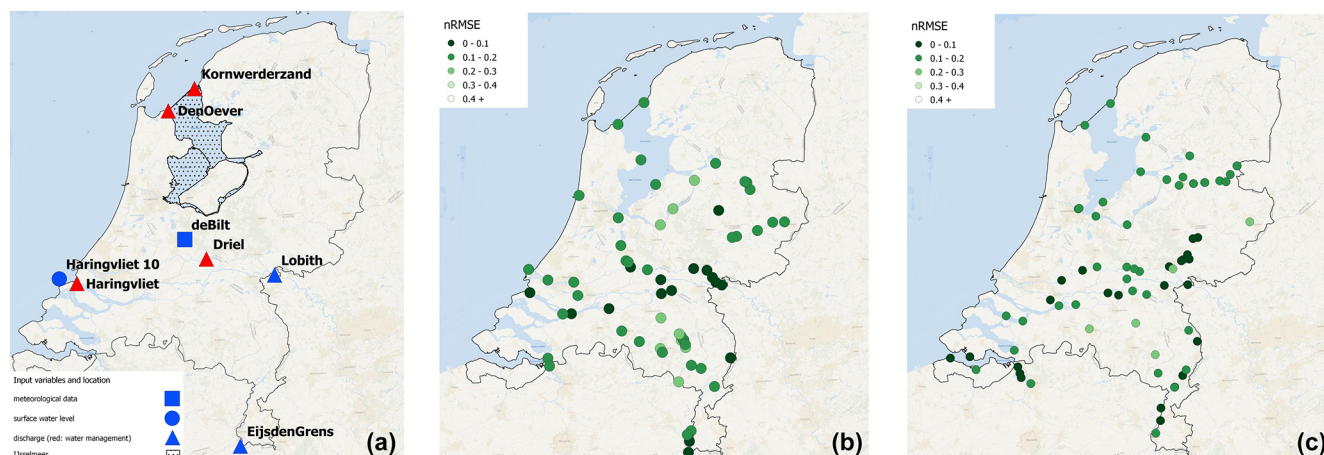 Kornwerderzand
DenOever
deBilt
Driel
Lobith
Haringvliet 10
Haringvliet
EijsdenGrens
Input variables and location
meteorological data
surface water level
discharge (red: water management)
IJsselmeer
(a)
nRMSE
0 - 0.1
0.1 - 0.2
0.2 - 0.3
0.3 - 0.4
0.4 +
(b)
nRMSE
0 - 0.1
0.1 - 0.2
0.2 - 0.3
0.3 - 0.4
0.4 +
(c)